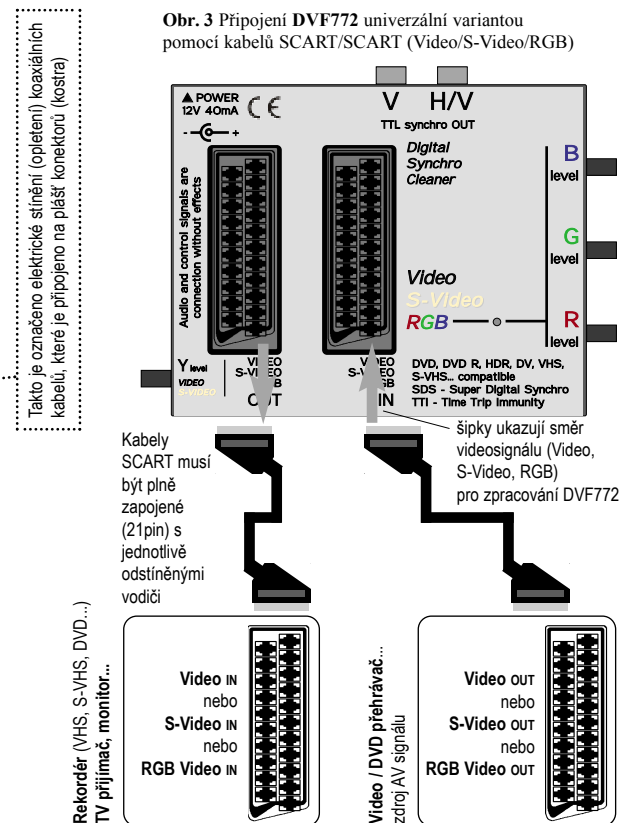 Obr. 3 Připojení DVF772 univerzální variantou
pomocí kabelů SCART/SCART (Video/S-Video/RGB)
Takto je označeno elektrické stínění (opletení) koaxiálních
kabelů, které je připojeno na plášť konektorů (kostra)
▲ POWER
12V 40mA
CE
- +
V H/V
TTL synchro OUT
Digital
Synchro
Cleaner
B
level
G
level
R
level
Audio and control signals are
connection without effects
Video
S-Video
RGB
Y level
VIDEO
S-VIDEO
VIDEO
S-VIDEO
RGB
OUT
VIDEO
S-VIDEO
RGB
IN
DVD, DVD R, HDR, DV, VHS,
S-VHS... compatible
SDS - Super Digital Synchro
TTI - Time Trip Immunity
Kabely
SCART musí
být plně
zapojené
(21pin) s
jednotlivě
odstíněnými
vodiči
šipky ukazují směr
videosignálu (Video,
S-Video, RGB)
pro zpracování DVF772
Rekordér (VHS, S-VHS, DVD...)
TV přijímač, monitor...
Video IN
nebo
S-Video IN
nebo
RGB Video IN
Video / DVD přehrávač...
zdroj AV signálu
Video OUT
nebo
S-Video OUT
nebo
RGB Video OUT